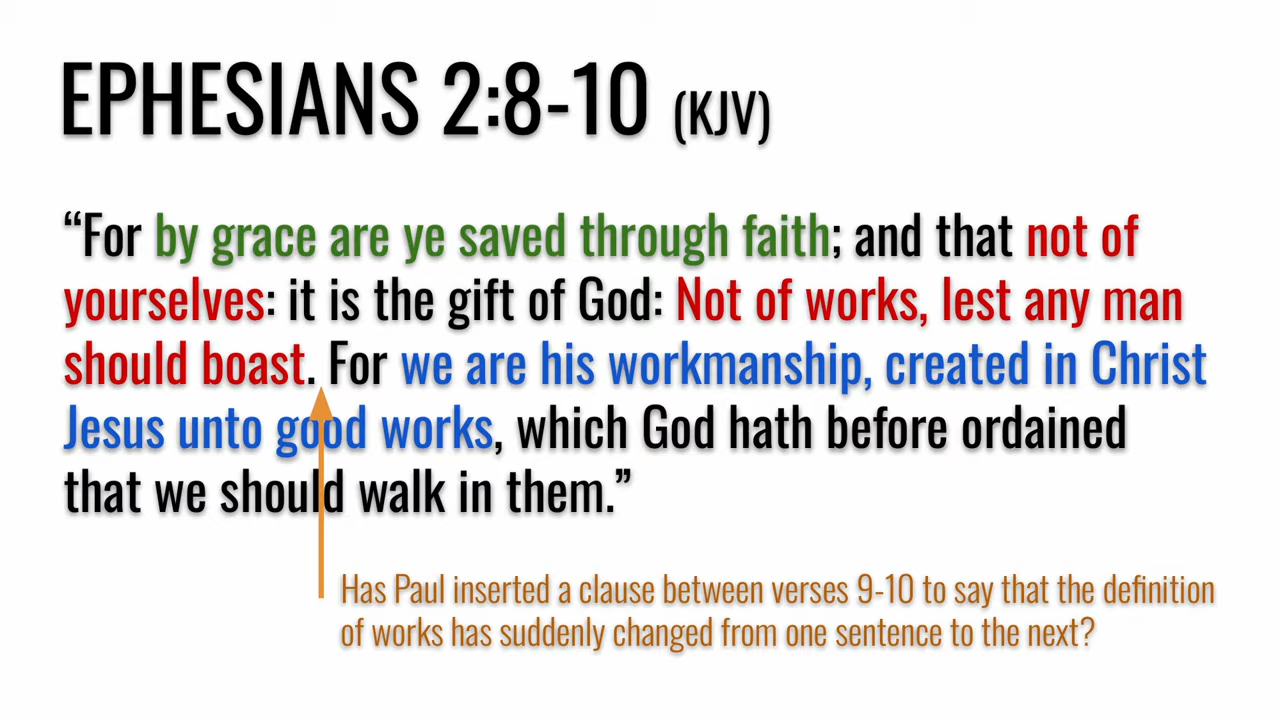 EPHESIANS 2:8-10 (KJV)
“For by grace are ye saved through faith; and that not of
yourselves: it is the gift of God: Not of works, lest any man
should boast. For we are his workmanship, created in Christ
Jesus unto good works, which God hath before ordained
that we should walk in them.”
Has Paul inserted a clause between verses 9-10 to say that the definition
of works has suddenly changed from one sentence to the next?